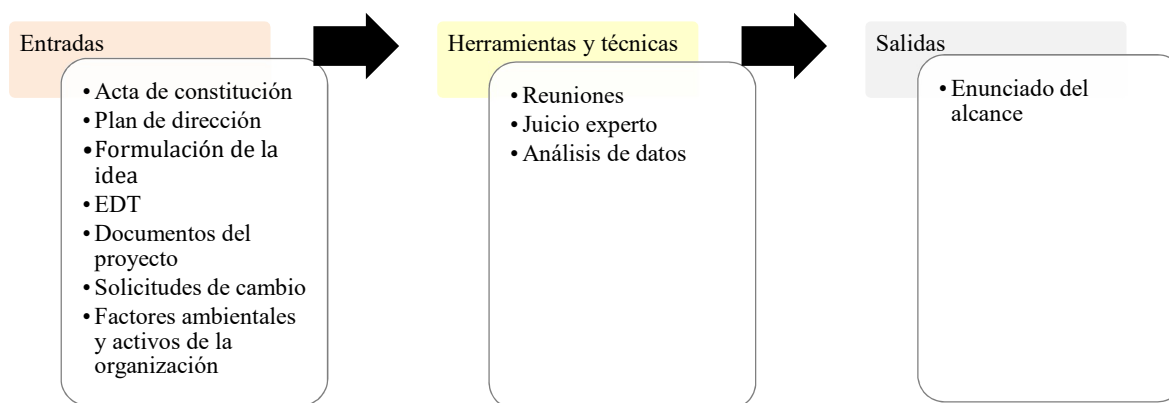 Entradas
• Acta de constitución
• Plan de dirección
• Formulación de la
idea
• EDT
• Documentos del
proyecto
• Solicitudes de cambio
• Factores ambientales
y activos de la
organización
Herramientas y técnicas
• Reuniones
• Juicio experto
• Análisis de datos
Salidas
• Enunciado del
alcance